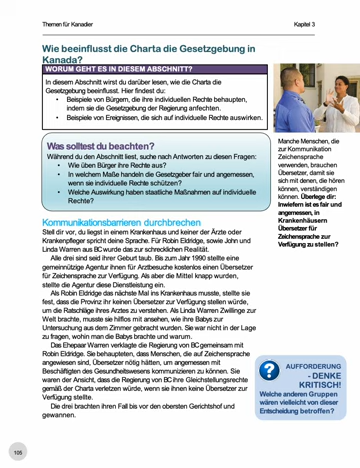 Themen für Kanadier
Kapitel 3
Wie beeinflusst die Charta die Gesetzgebung in
Kanada?
WORUM GEHT ES IN DIESEM ABSCHNITT?
In diesem Abschnitt wirst du darüber lesen, wie die Charta die
Gesetzgebung beeinflusst. Hier findest du:
• Beispiele von Bürgern, die ihre individuellen Rechte behaupten,
indem sie die Gesetzgebung der Regierung anfechten.
• Beispiele von Ereignissen, die sich auf individuelle Rechte auswirken.
Was solltest du beachten?
Während du den Abschnitt liest, suche nach Antworten zu diesen Fragen:
• Wie üben Bürger ihre Rechte aus?
• In welchem Maße handeln die Gesetzgeber fair und angemessen,
wenn sie individuelle Rechte schützen?
• Welche Auswirkung haben staatliche Maßnahmen auf individuelle
Rechte?
Manche Menschen, die
zur Kommunikation
Zeichensprache
verwenden, brauchen
Übersetzer, damit sie
sich mit denen, die hören
können, verständigen
können. Überlege dir:
Inwiefern ist es fair und
angemessen, in
Krankenhäusern
Übersetzer für
Zeichensprache zur
Verfügung zu stellen?
Kommunikationsbarrieren durchbrechen
Stell dir vor, du liegst in einem Krankenhaus und keiner der Ärzte oder
Krankenpfleger spricht deine Sprache. Für Robin Eldridge, sowie John und
Linda Warren aus BC wurde das zur schrecklichen Realität.
Alle drei sind seid ihrer Geburt taub. Bis zum Jahr 1990 stellte eine
gemeinnützige Agentur ihnen für Arztbesuche kostenlos einen Übersetzer
für Zeichensprache zur Verfügung. Als aber die Mittel knapp wurden,
stellte die Agentur diese Dienstleistung ein.
Als Robin Eldridge das nächste Mal ins Krankenhaus musste, stellte sie
fest, dass die Provinz ihr keinen Übersetzer zur Verfügung stellen würde,
um die Ratschläge ihres Arztes zu verstehen. Als Linda Warren Zwillinge zur
Welt brachte, musste sie hilflos mit ansehen, wie ihre Babys zur
Untersuchung aus dem Zimmer gebracht wurden. Sie war nicht in der Lage
zu fragen, wohin man die Babys brachte und warum.
Das Ehepaar Warren verklagte die Regierung von BC gemeinsam mit
Robin Eldridge. Sie behaupteten, dass Menschen, die auf Zeichensprache
angewiesen sind, Übersetzer nötig hätten, um angemessen mit
Beschäftigten des Gesundheitswesens kommunizieren zu können. Sie
waren der Ansicht, dass die Regierung von BC ihre Gleichstellungsrechte
gemäß der Charta verletzen würde, wenn sie ihnen keine Übersetzer zur
Verfügung stellte.
Die drei brachten ihren Fall bis vor den obersten Gerichtshof und
gewannen.
?
AUFFORDERUNG
- DENKE
KRITISCH!
Welche anderen Gruppen
wären vielleicht von dieser
Entscheidung betroffen?
106